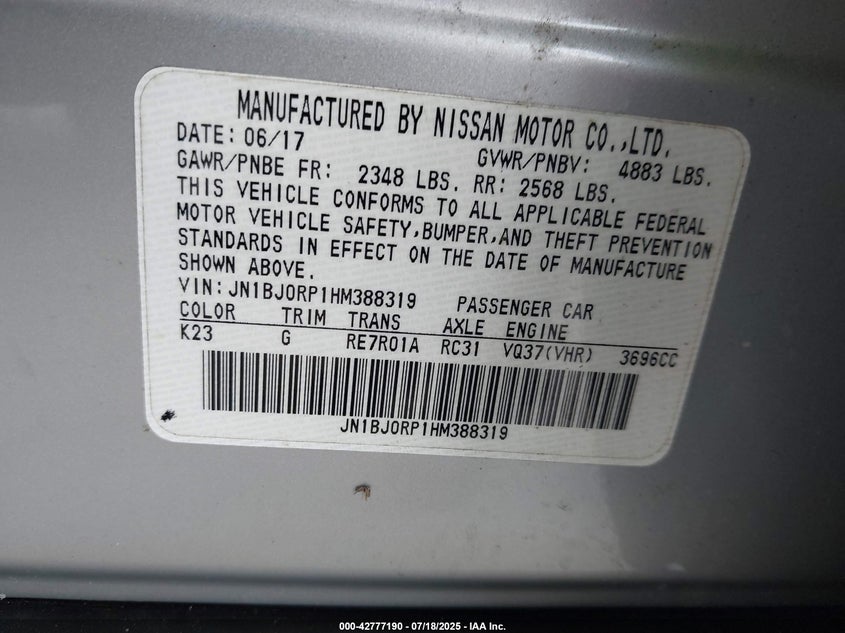 MANUFACTURED BY NISSAN MOTOR CO.,LTD.
DATE: 06/17 GVWR/PNBV: 4883 LBS.
GAWR/PNBE FR: 2348 LBS. RR: 2568 LBS.
THIS VEHICLE CONFORMS TO ALL APPLICABLE FEDERAL
MOTOR VEHICLE SAFETY,BUMPER,AND THEFT PREVENTION
STANDARDS IN EFFECT ON THE DATE OF MANUFACTURE
SHOWN ABOVE.
VIN:JN1BJ0RP1HM388319 PASSENGER CAR
COLOR TRIM TRANS AXLE ENGINE
K23 G RE7R01A RC31 VQ37(VHR) 3696CC
JN1BJ0RP1HM388319
000-42777190 - 07/18/2025 - IAA Inc.